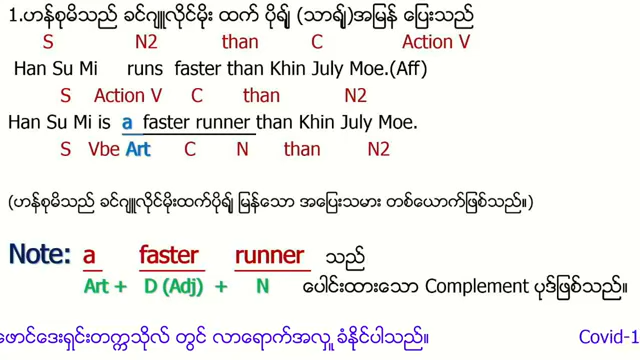 1.ဟန်စုမိသည် ခင်ဂျူလိုင်မိုး ထက် ပို၍ (သာ၍)အမြန် ပြေးသည်
S N2 than C Action V
Han Su Mi runs faster than Khin July Moe.(Aff)
S Action V C than N2
Han Su Mi is a faster runner than Khin July Moe.
S Vbe Art C N than N2
(ဟန်စုမိသည် ခင်ဂျူလိုင်မိုးထက်ပို၍ မြန်သော အပြေးသမား တစ်ယောက်ဖြစ်သည်။)
Note: a faster runner သည်
Art + D (Adj) + N ပေါင်းထားသော Complement ပုဒ်ဖြစ်သည်။
ဖောင်ဒေးရှင်းတက္ကသိုလ် တွင် လာရောက်အလှူ ခံနိုင်ပါသည်။ Covid-1